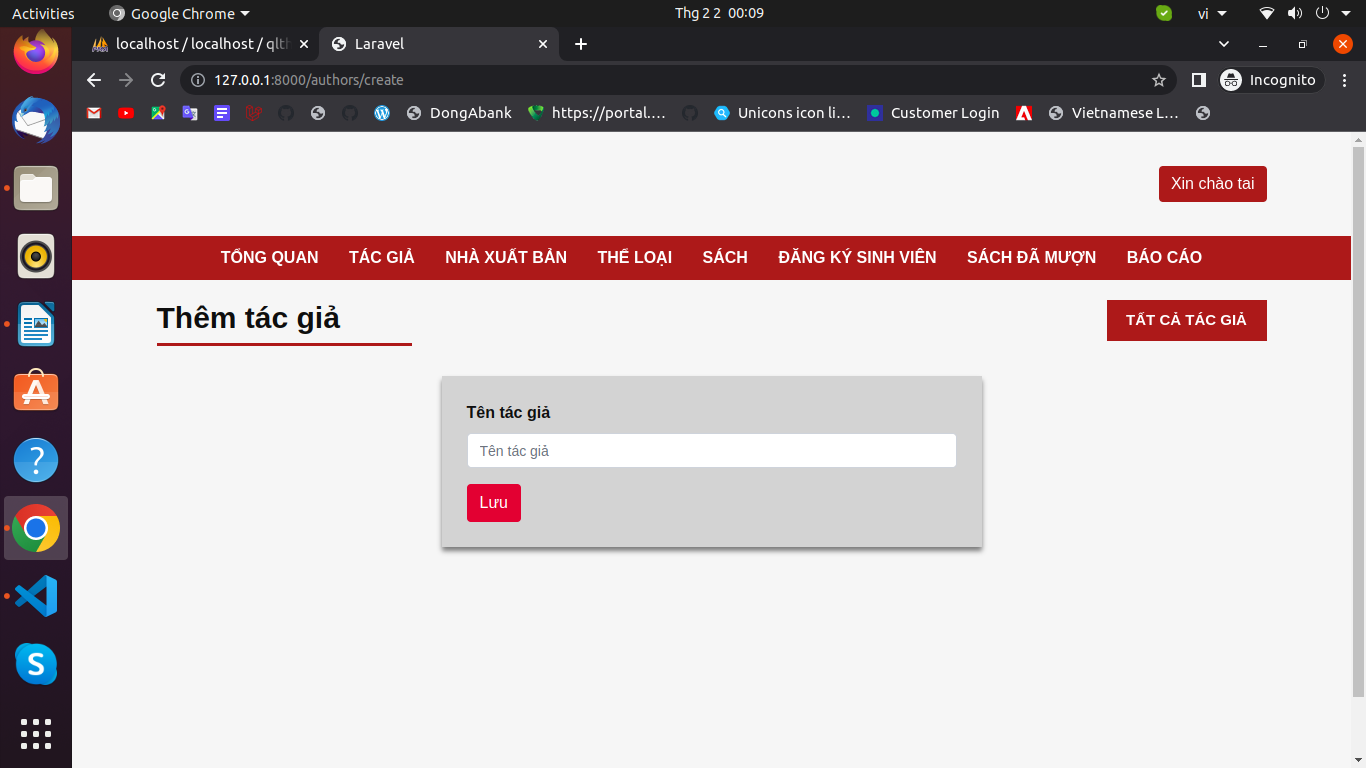 Activities Google Chrome Thg 2 2 00:09 vi
localhost / localhost / qlth Laravel
127.0.0.1:8000/authors/create Incognito
DongAbank https://portal.... Unicons icon li... Customer Login Vietnamese L...
Xin chào tai
TỔNG QUAN TÁC GIẢ NHÀ XUẤT BẢN THỂ LOẠI SÁCH ĐĂNG KÝ SINH VIÊN SÁCH ĐÃ MƯỢN BÁO CÁO
Thêm tác giả TẤT CẢ TÁC GIẢ
Tên tác giả
Tên tác giả
Lưu